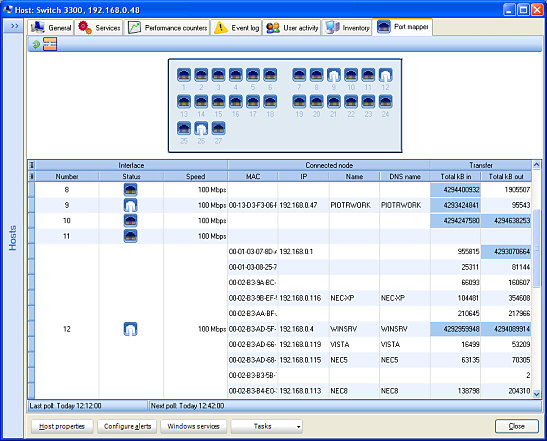 Host: Switch 3300, 192.168.0.48
General Services Performance counters Event log User activity Inventory Port mapper
1 2 3 4 5 6 7 8 9 10 11 12
13 14 15 16 17 18 19 20 21 22 23 24
25 26 27
Hosts
Interlace Connected node Transfer
Number Status Speed MAC IP Name DNS name Total kB in Total kB out
8 100 Mbps 4294400932 1905507
9 100 Mbps 00-13-D3-F3-06-F 192.168.0.47 PIOTRWORK PIOTRWORK 4293424841 95543
10 100 Mbps 4294247580 4294638253
11 100 Mbps
00-01-03-07-8D-4 192.168.0.1 955815 4293070664
00-01-03-08-25-7 25311 81144
00-02-B3-9A-BC- 66093 160607
00-02-B3-9B-EF-9 192.168.0.116 NEC-XP NEC-XP 104481 354608
00-02-B3-AA-BF- 210645 217966
12 100 Mbps 00-02-B3-AD-5F- 192.168.0.4 WINSRV WINSRV 4292959948 4294089914
00-02-B3-AD-66- 192.168.0.119 VISTA VISTA 16499 53209
00-02-B3-AD-68- 192.168.0.115 NEC5 NEC5 63135 70305
00-02-B3-B3-5B- 2
00-02-B3-B4-E0- 192.168.0.113 NEC8 NEC8 138798 204310
Last poll: Today 12:12:00 Next poll: Today 12:42:00
Host properties Configure alerts Windows services Tasks Close